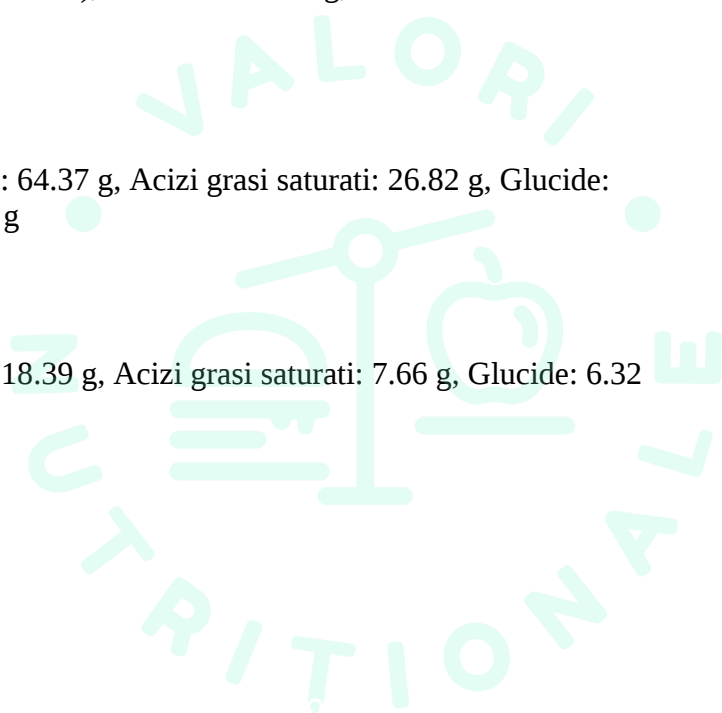 VALORI
: 64.37 g, Acizi grasi saturati: 26.82 g, Glucide:
g
18.39 g, Acizi grasi saturati: 7.66 g, Glucide: 6.32
NUTRIȚIONALE